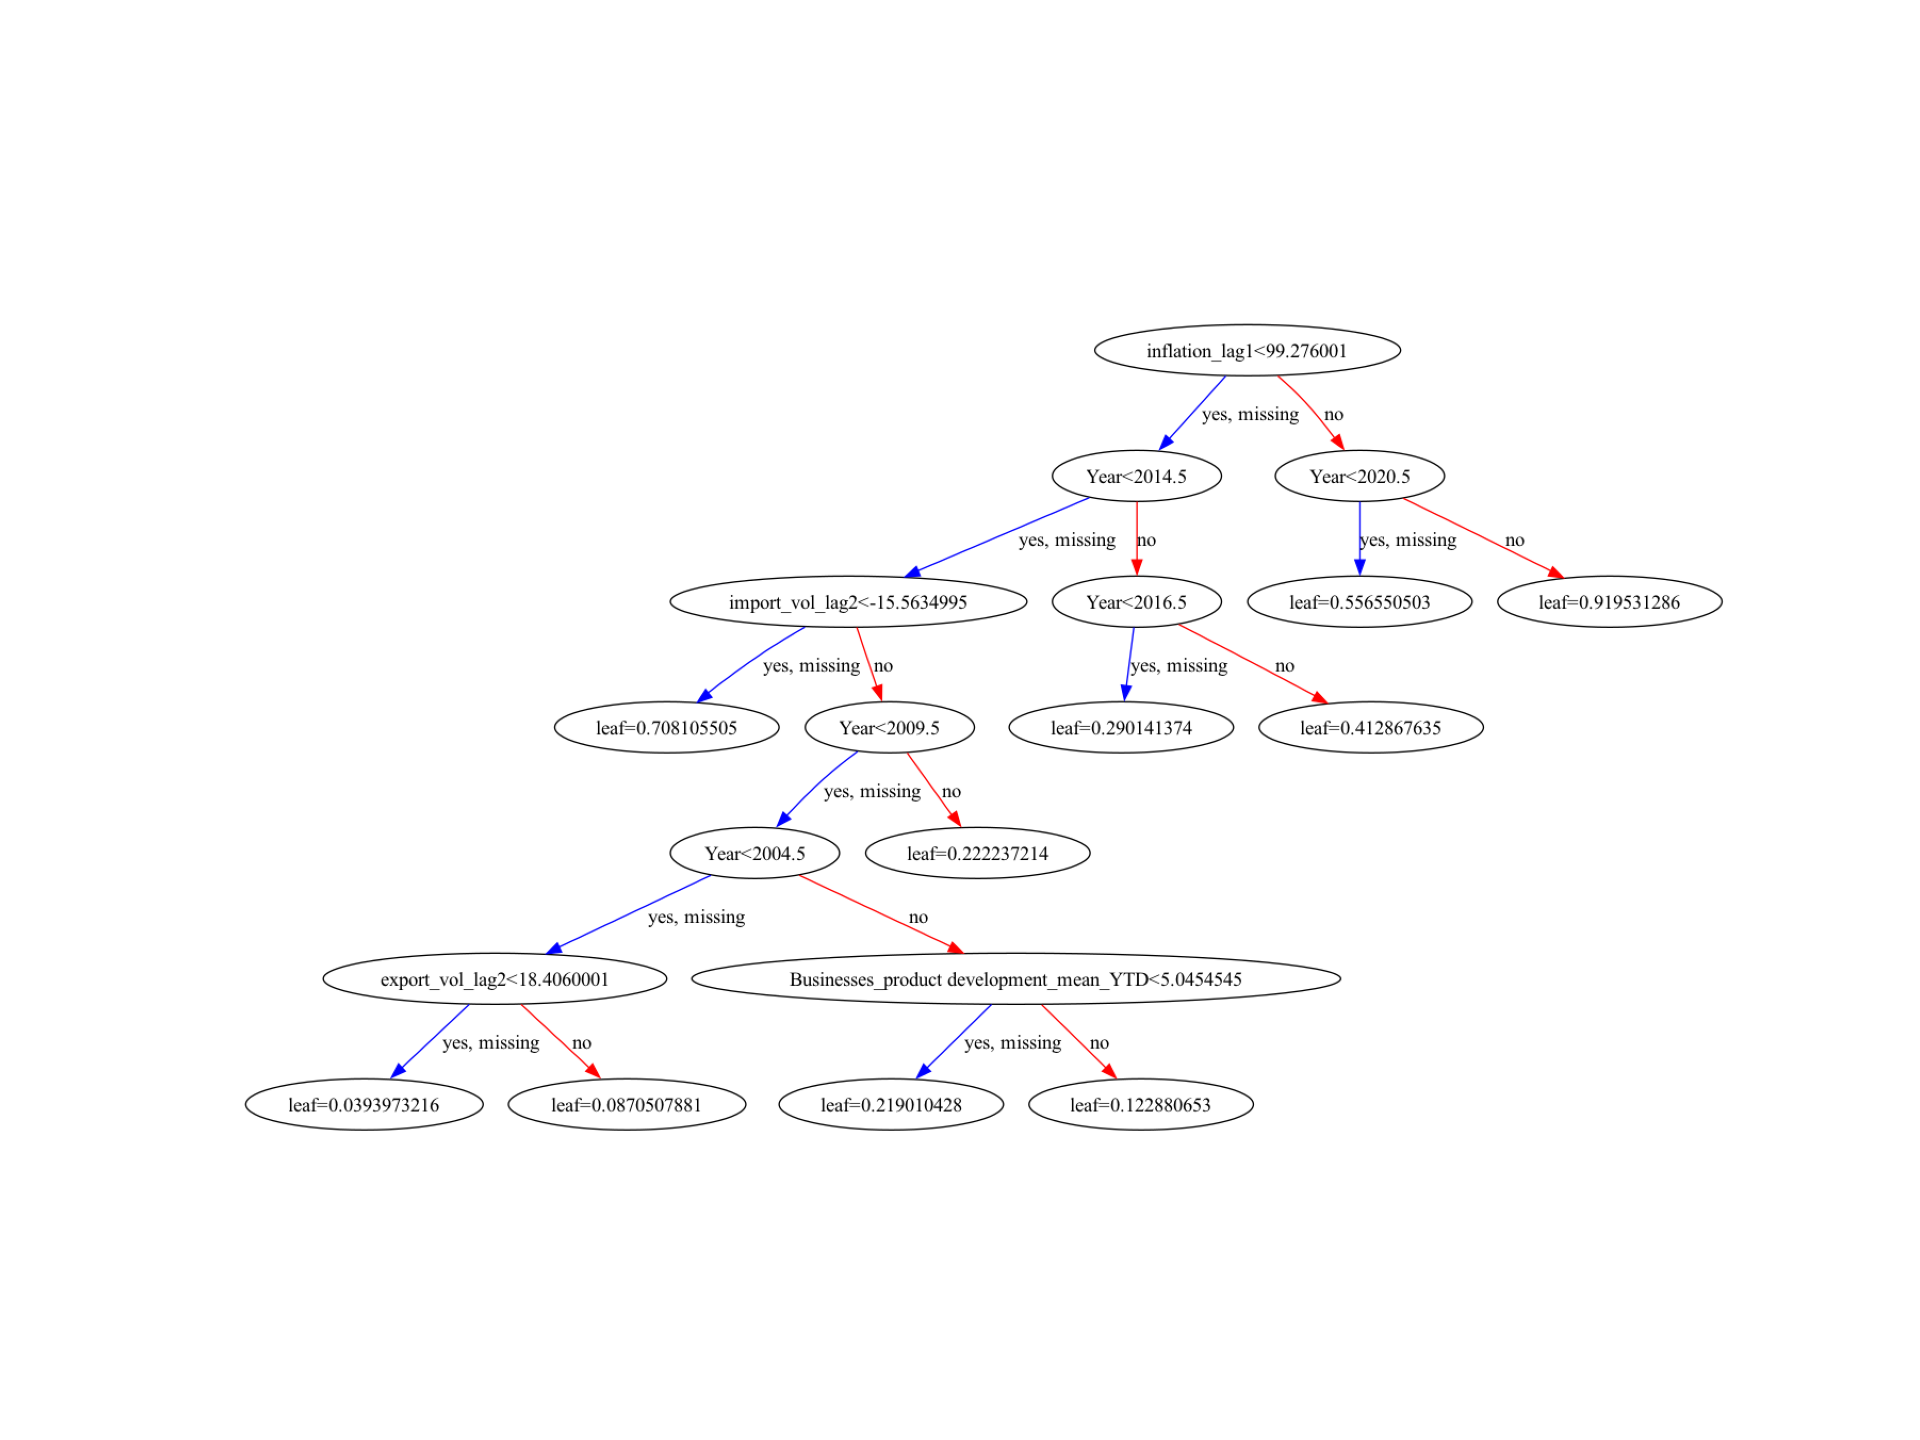 inflation_lag1<99.276001
yes, missing
no
Year<2014.5
Year<2020.5
yes, missing
no
yes, missing
no
import_vol_lag2<-15.5634995
Year<2016.5
leaf=0.556550503
leaf=0.919531286
yes, missing
no
yes, missing
no
leaf=0.708105505
Year<2009.5
leaf=0.290141374
leaf=0.412867635
yes, missing
no
Year<2004.5
leaf=0.222237214
yes, missing
no
export_vol_lag2<18.4060001
Businesses_product development_mean_YTD<5.0454545
yes, missing
no
yes, missing
no
leaf=0.0393973216
leaf=0.0870507881
leaf=0.219010428
leaf=0.122880653